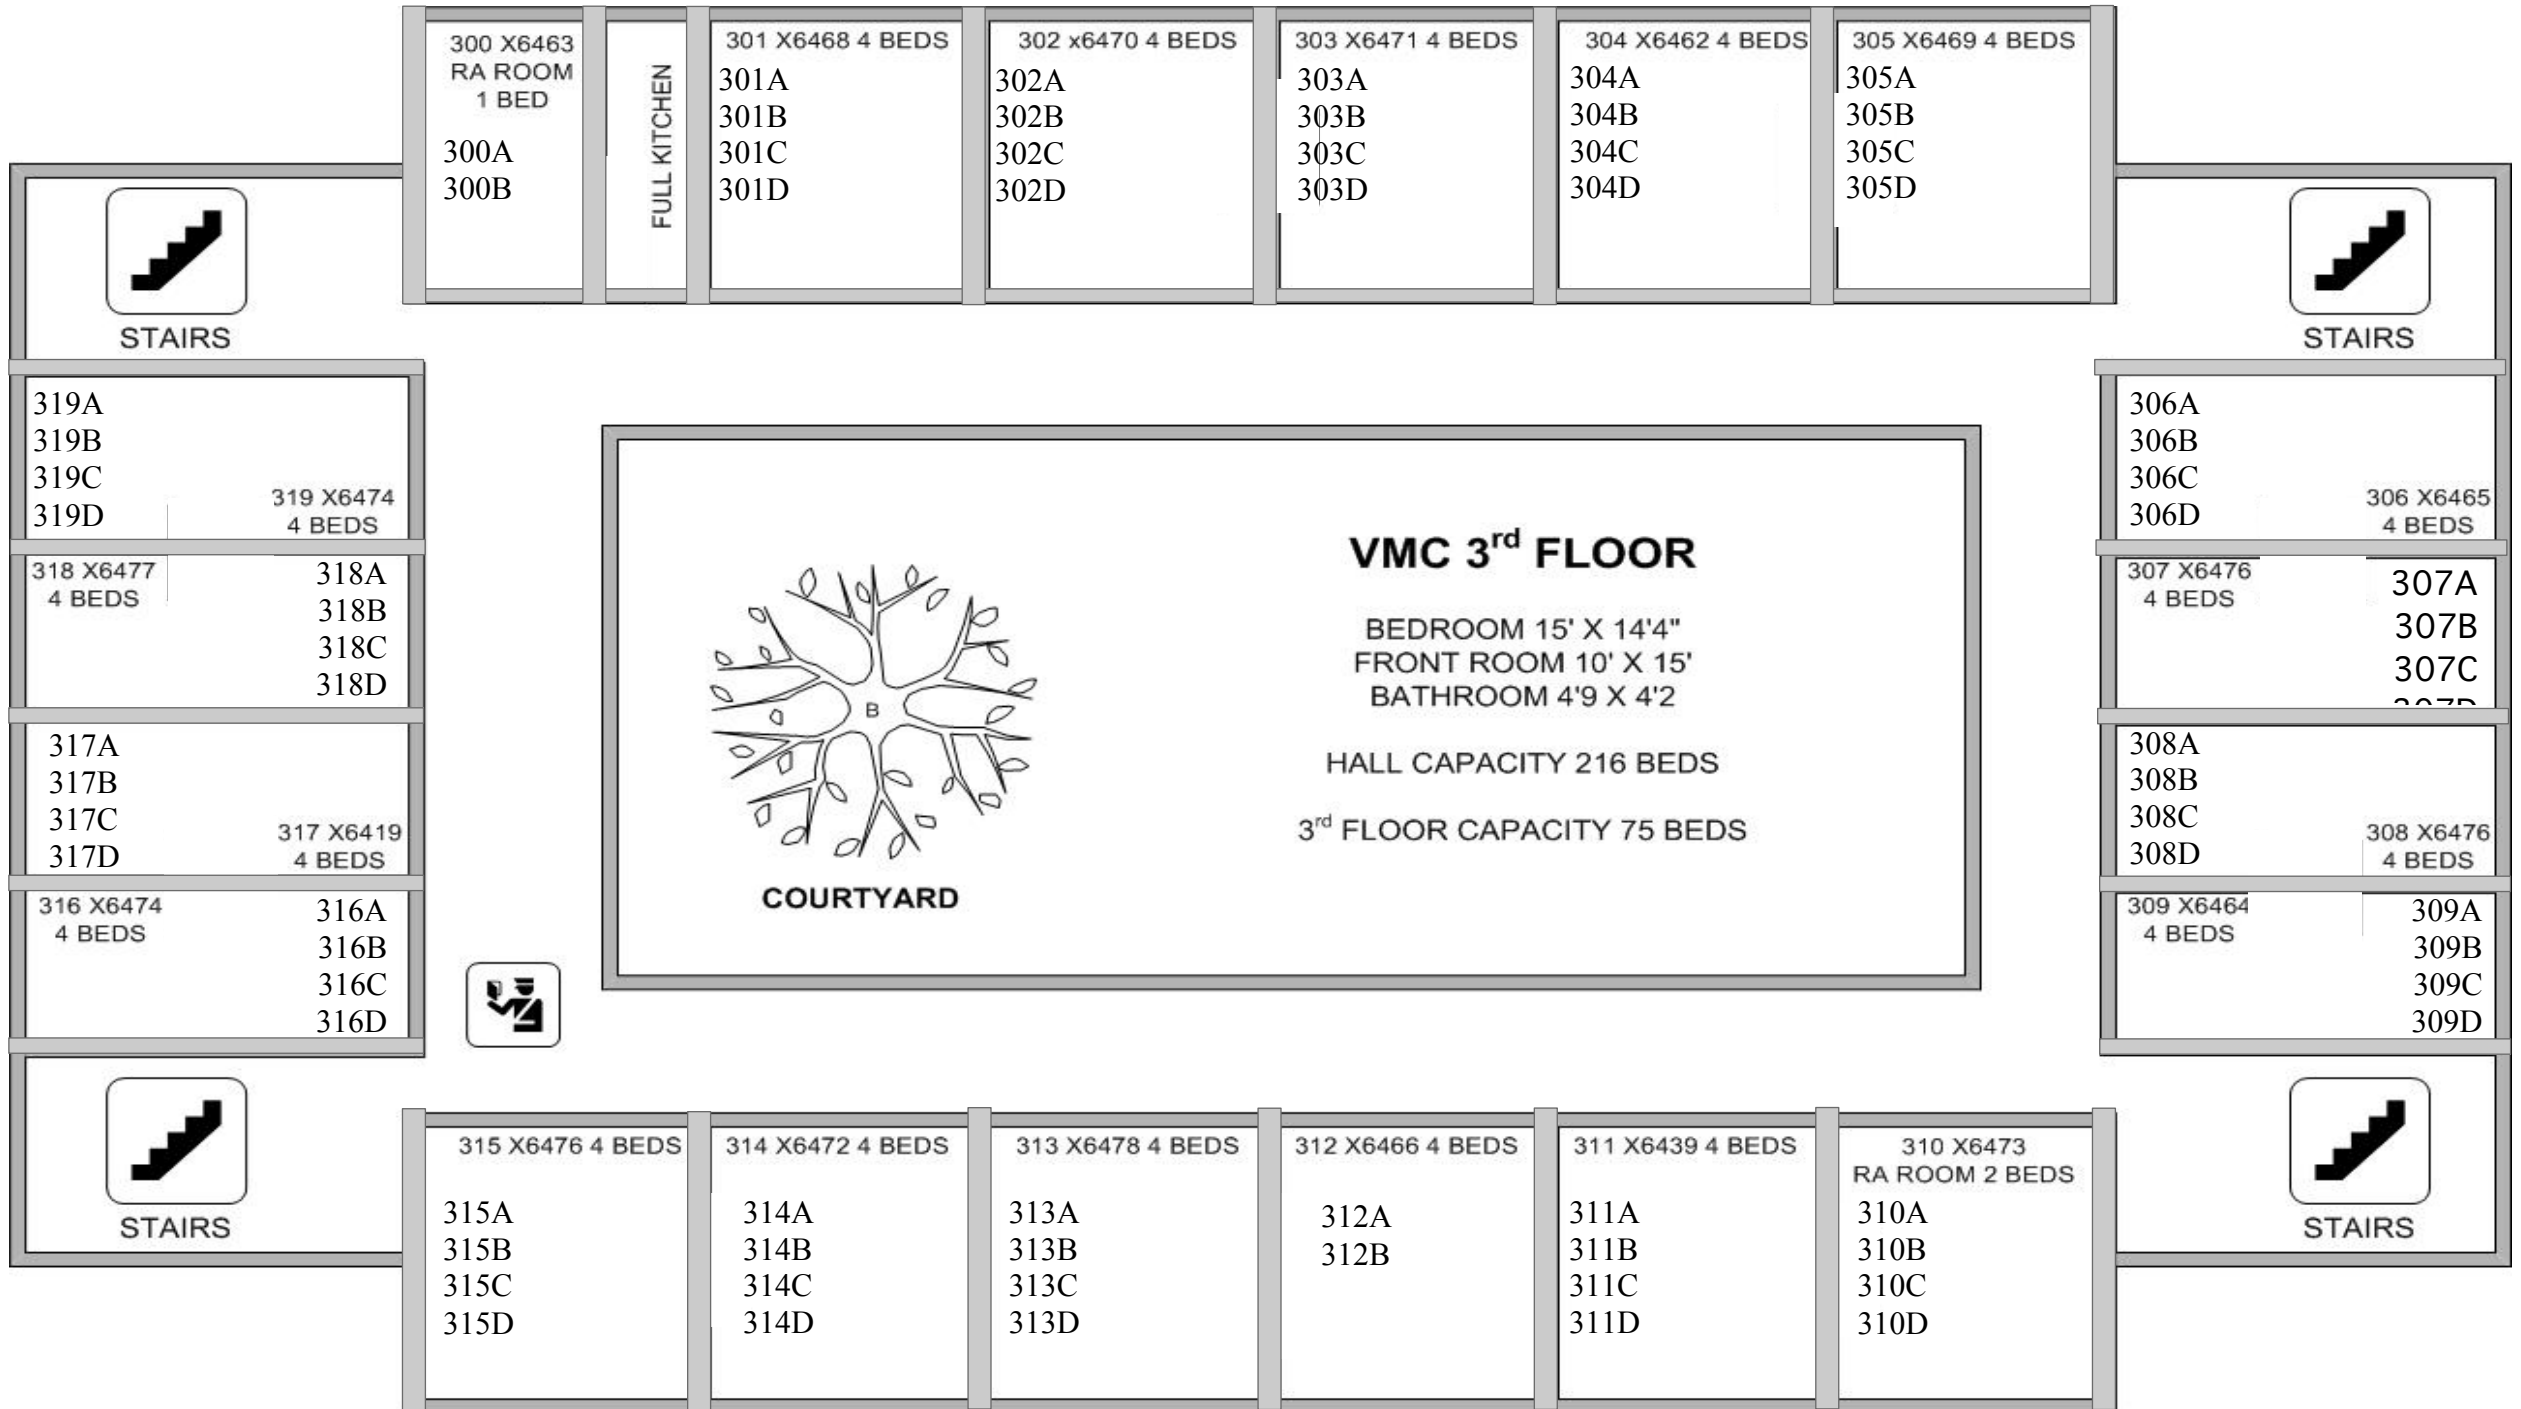 300 X6463
RA ROOM
1 BED
300A
300B
FULL KITCHEN
301 X6468 4 BEDS
301A
301B
301C
301D
302 x6470 4 BEDS
302A
302B
302C
302D
303 X6471 4 BEDS
303A
303B
303C
303D
304 X6462 4 BEDS
304A
304B
304C
304D
305 X6469 4 BEDS
305A
305B
305C
305D
STAIRS
STAIRS
319A
319B
319C
319D
319 X6474
4 BEDS
318 X6477
4 BEDS
318A
318B
318C
318D
317A
317B
317C
317D
317 X6419
4 BEDS
316 X6474
4 BEDS
316A
316B
316C
316D
B
COURTYARD
VMC 3rd FLOOR
BEDROOM 15' X 14'4"
FRONT ROOM 10' X 15'
BATHROOM 4'9 X 4'2
HALL CAPACITY 216 BEDS
3rd FLOOR CAPACITY 75 BEDS
306A
306B
306C
306D
306 X6465
4 BEDS
307 X6476
4 BEDS
307A
307B
307C
307D
308A
308B
308C
308D
308 X6476
4 BEDS
309 X6464
4 BEDS
309A
309B
309C
309D
STAIRS
STAIRS
315 X6476 4 BEDS
315A
315B
315C
315D
314 X6472 4 BEDS
314A
314B
314C
314D
313 X6478 4 BEDS
313A
313B
313C
313D
312 X6466 4 BEDS
312A
312B
311 X6439 4 BEDS
311A
311B
311C
311D
310 X6473
RA ROOM 2 BEDS
310A
310B
310C
310D